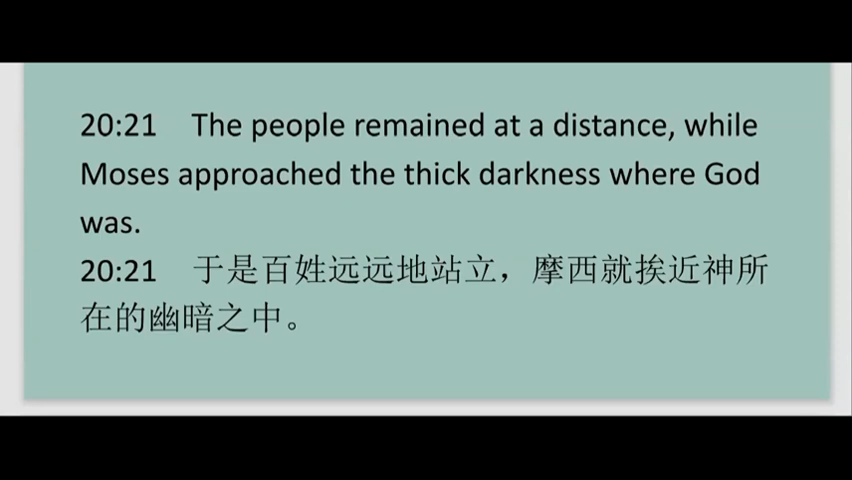 20:21 The people remained at a distance, while
Moses approached the thick darkness where God
was.
20:21 于是百姓远远地站立，摩西就挨近神所
在的幽暗之中。